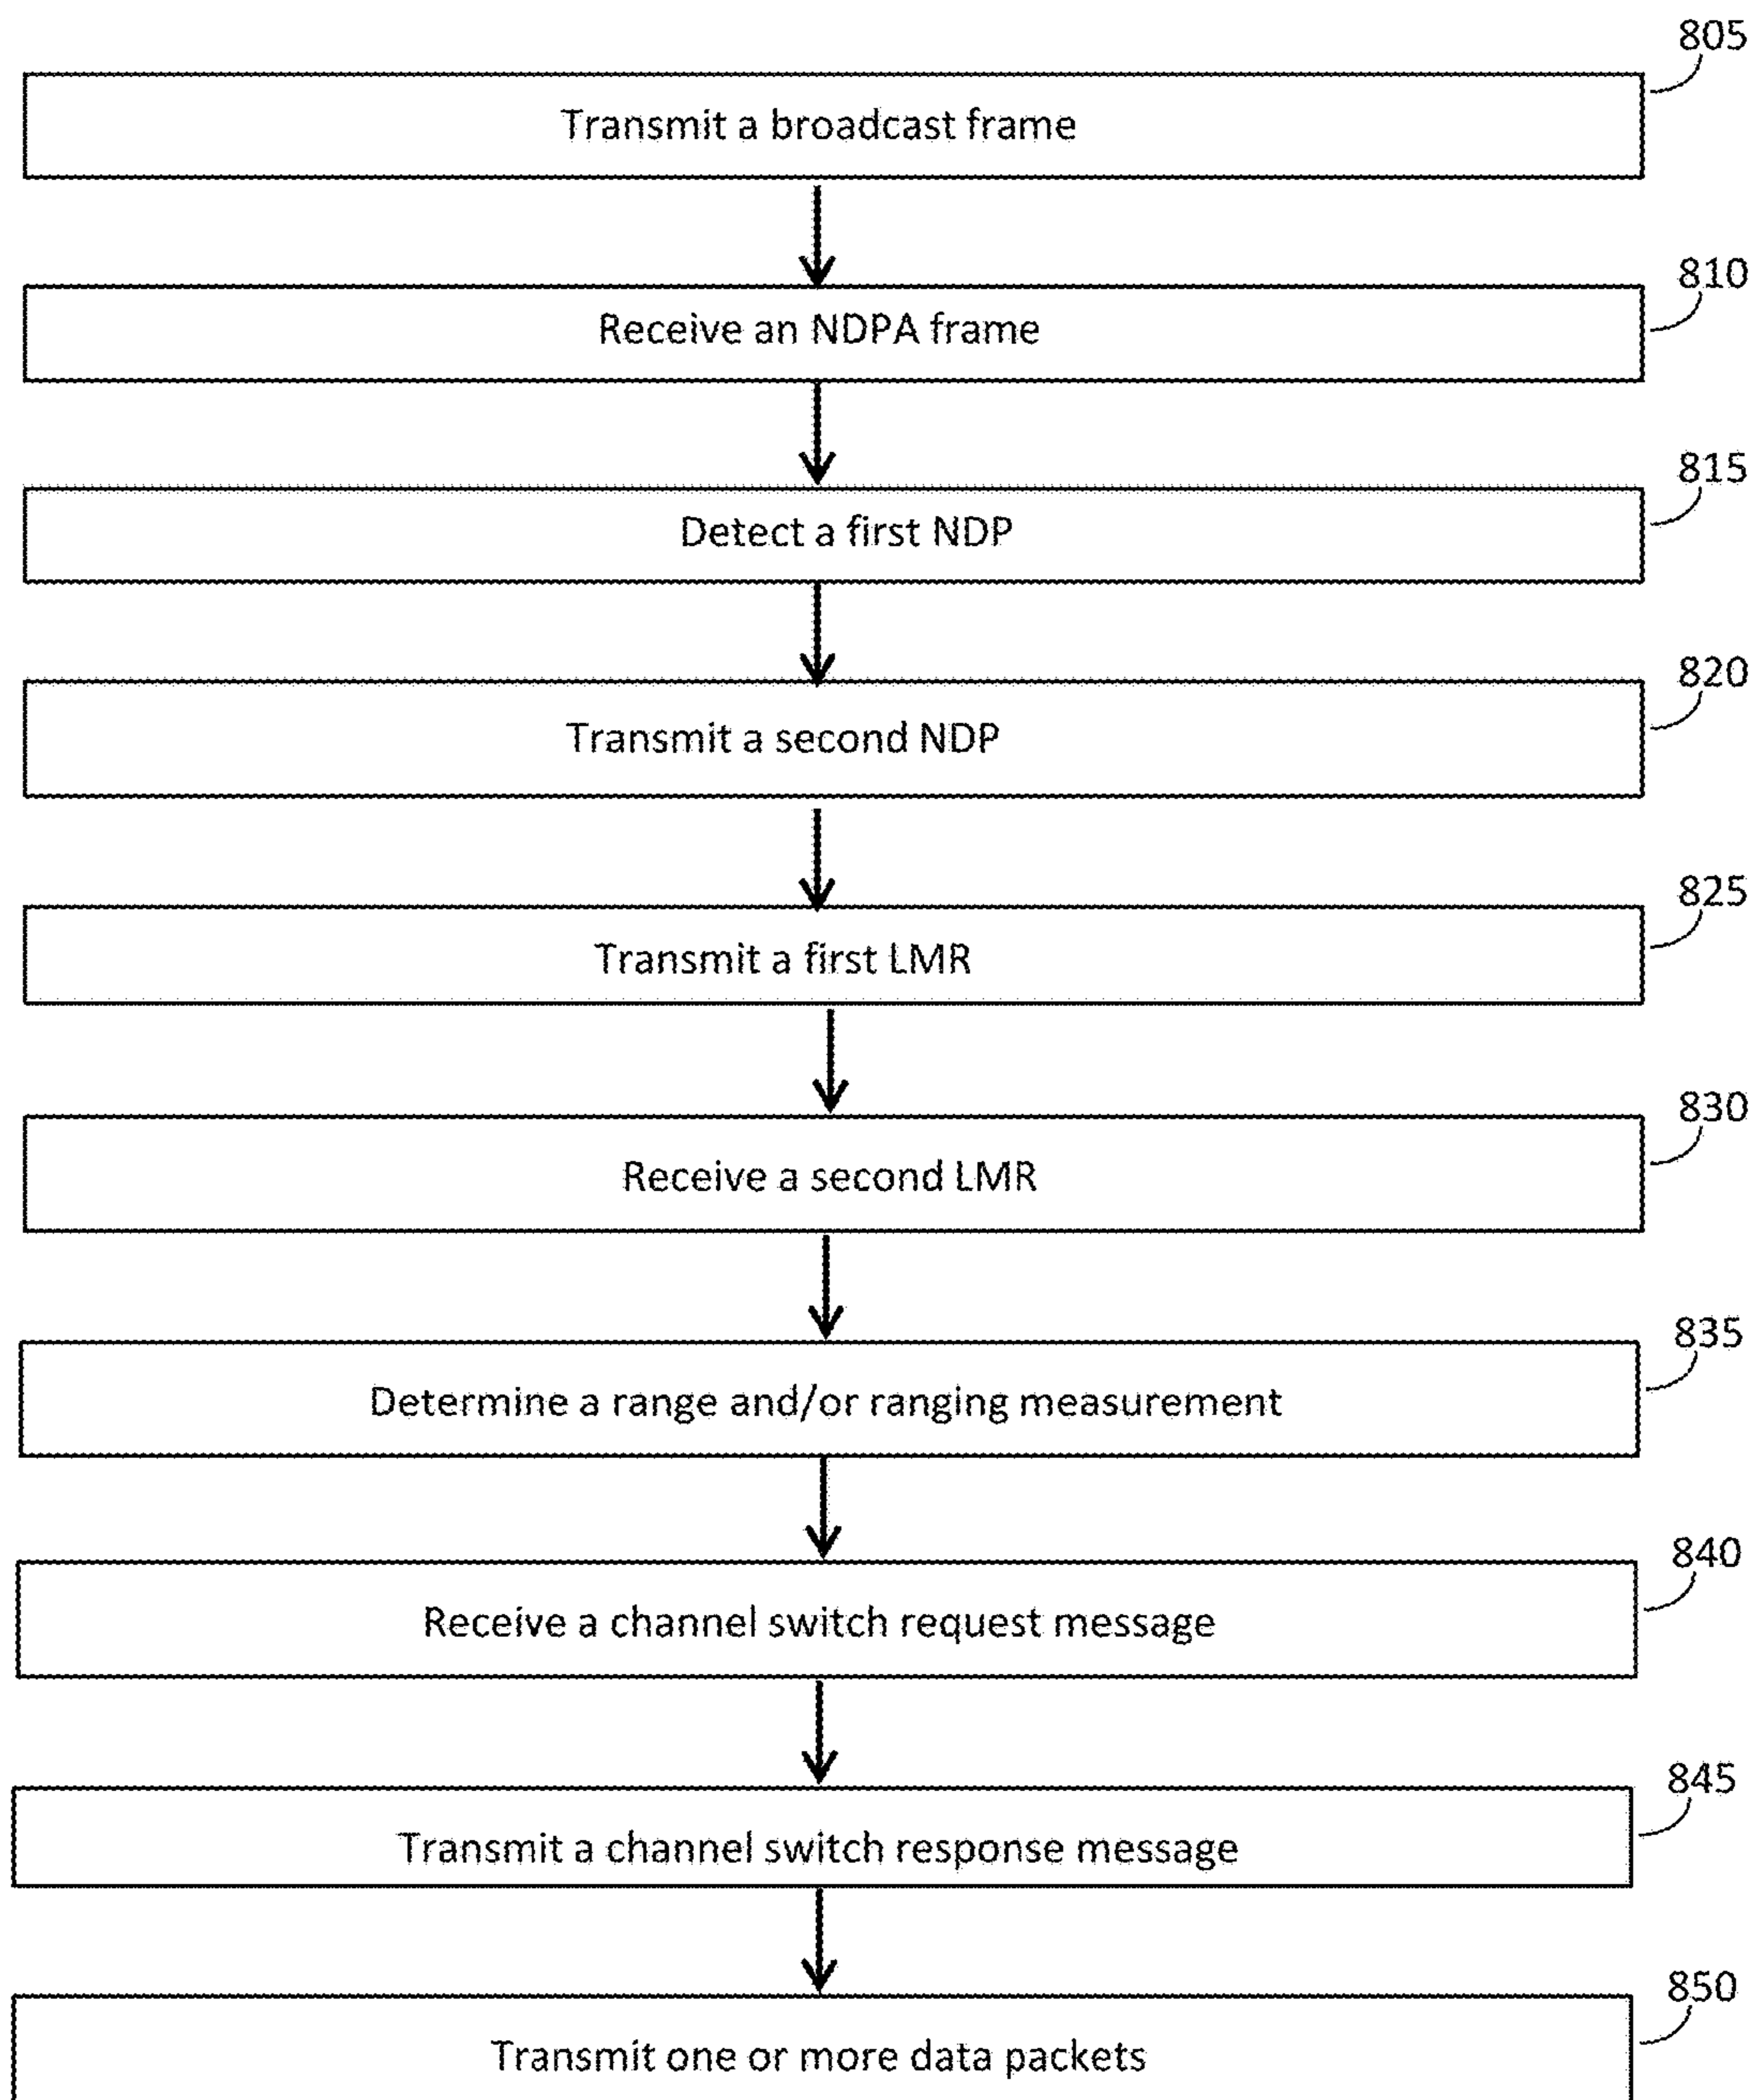 805
Transmit a broadcast frame
810
Receive an NDPA frame
815
Detect a first NDP
820
Transmit a second NDP
825
Transmit a first LMR
830
Receive a second LMR
835
Determine a range and/or ranging measurement
840
Receive a channel switch request message
845
Transmit a channel switch response message
850
Transmit one or more data packets